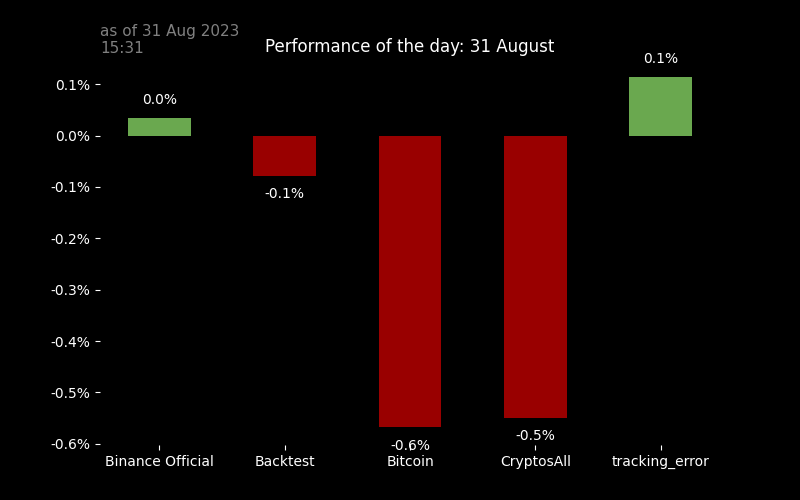 as of 31 Aug 2023
15:31
Performance of the day: 31 August
0.1%
0.0%
-0.1%
-0.2%
-0.3%
-0.4%
-0.5%
-0.6%
0.0%
-0.1%
-0.6%
-0.5%
0.1%
Binance Official
Backtest
Bitcoin
CryptosAll
tracking_error